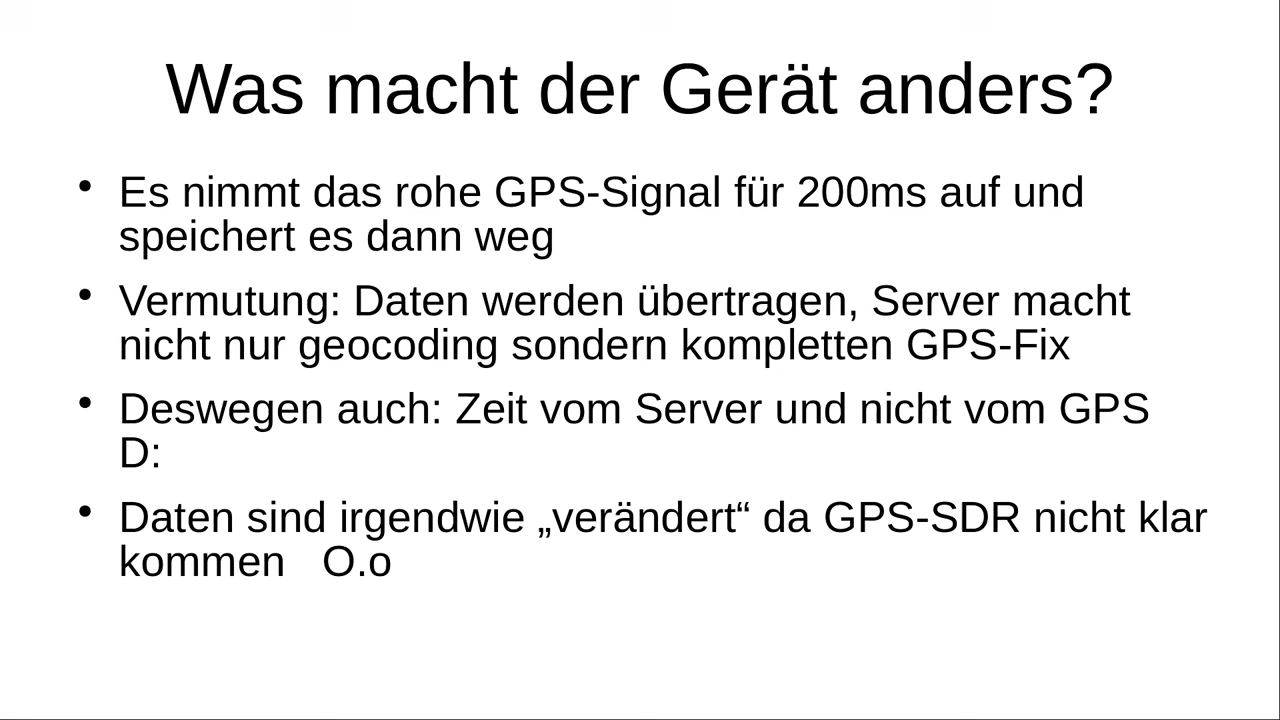 Was macht der Gerät anders?
• Es nimmt das rohe GPS-Signal für 200ms auf und
speichert es dann weg
• Vermutung: Daten werden übertragen, Server macht
nicht nur geocoding sondern kompletten GPS-Fix
• Deswegen auch: Zeit vom Server und nicht vom GPS
D:
• Daten sind irgendwie „verändert“ da GPS-SDR nicht klar
kommen   O.o